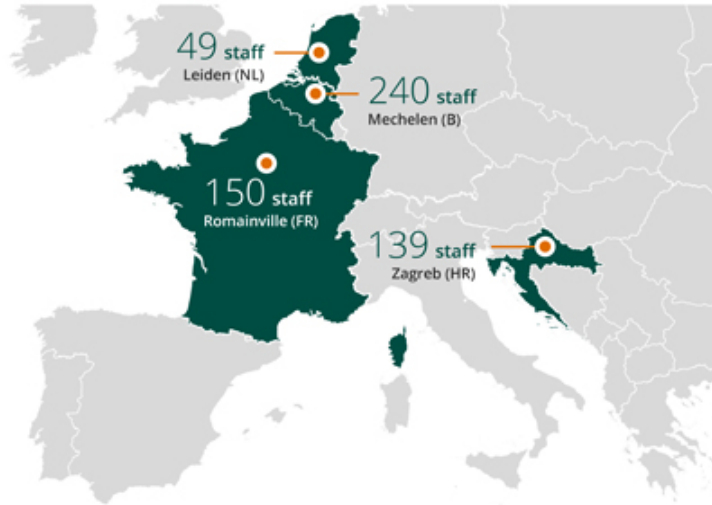 49 staff
Leiden (NL)
240 staff
Mechelen (B)
150 staff
Romainville (FR)
139 staff
Zagreb (HR)